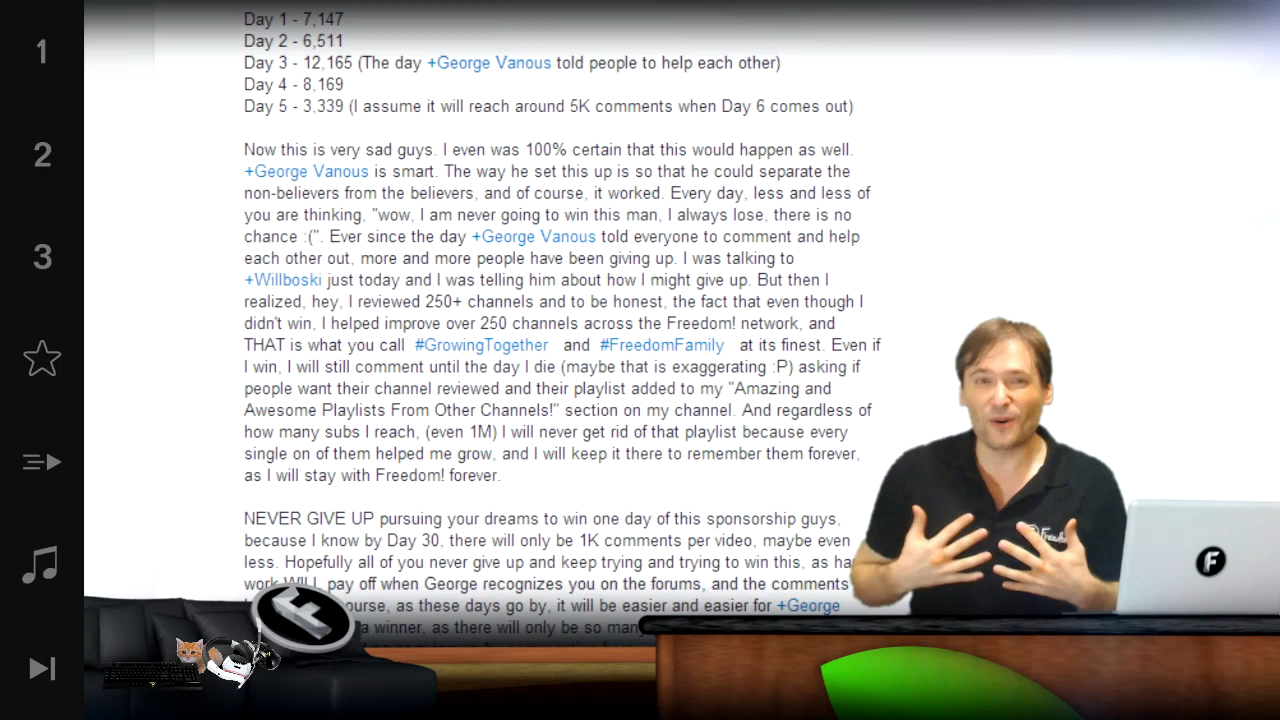 1
2
3
Day 1 - 7,147
Day 2 - 6,511
Day 3 - 12,165 (The day +George Vanous told people to help each other)
Day 4 - 8,169
Day 5 - 3,339 (I assume it will reach around 5K comments when Day 6 comes out)
Now this is very sad guys. I even was 100% certain that this would happen as well.
+George Vanous is smart. The way he set this up is so that he could separate the
non-believers from the believers, and of course, it worked. Every day, less and less of
you are thinking, "wow, I am never going to win this man, I always lose, there is no
chance :(". Ever since the day +George Vanous told everyone to comment and help
each other out, more and more people have been giving up. I was talking to
+Willboski just today and I was telling him about how I might give up. But then I
realized, hey, I reviewed 250+ channels and to be honest, the fact that even though I
didn't win, I helped improve over 250 channels across the Freedom! network, and
THAT is what you call #GrowingTogether and #FreedomFamily at its finest. Even if
I win, I will still comment until the day I die (maybe that is exaggerating :P) asking if
people want their channel reviewed and their playlist added to my "Amazing and
Awesome Playlists From Other Channels!" section on my channel. And regardless of
how many subs I reach, (even 1M) I will never get rid of that playlist because every
single on of them helped me grow, and I will keep it there to remember them forever,
as I will stay with Freedom! forever.
NEVER GIVE UP pursuing your dreams to win one day of this sponsorship guys,
because I know by Day 30, there will only be 1K comments per video, maybe even
less. Hopefully all of you never give up and keep trying and trying to win this, as ha
work WILL pay off when George recognizes you on the forums, and the comments
ourse, as these days go by, it will be easier and easier for +George
a winner, as there will only be so man
F
F